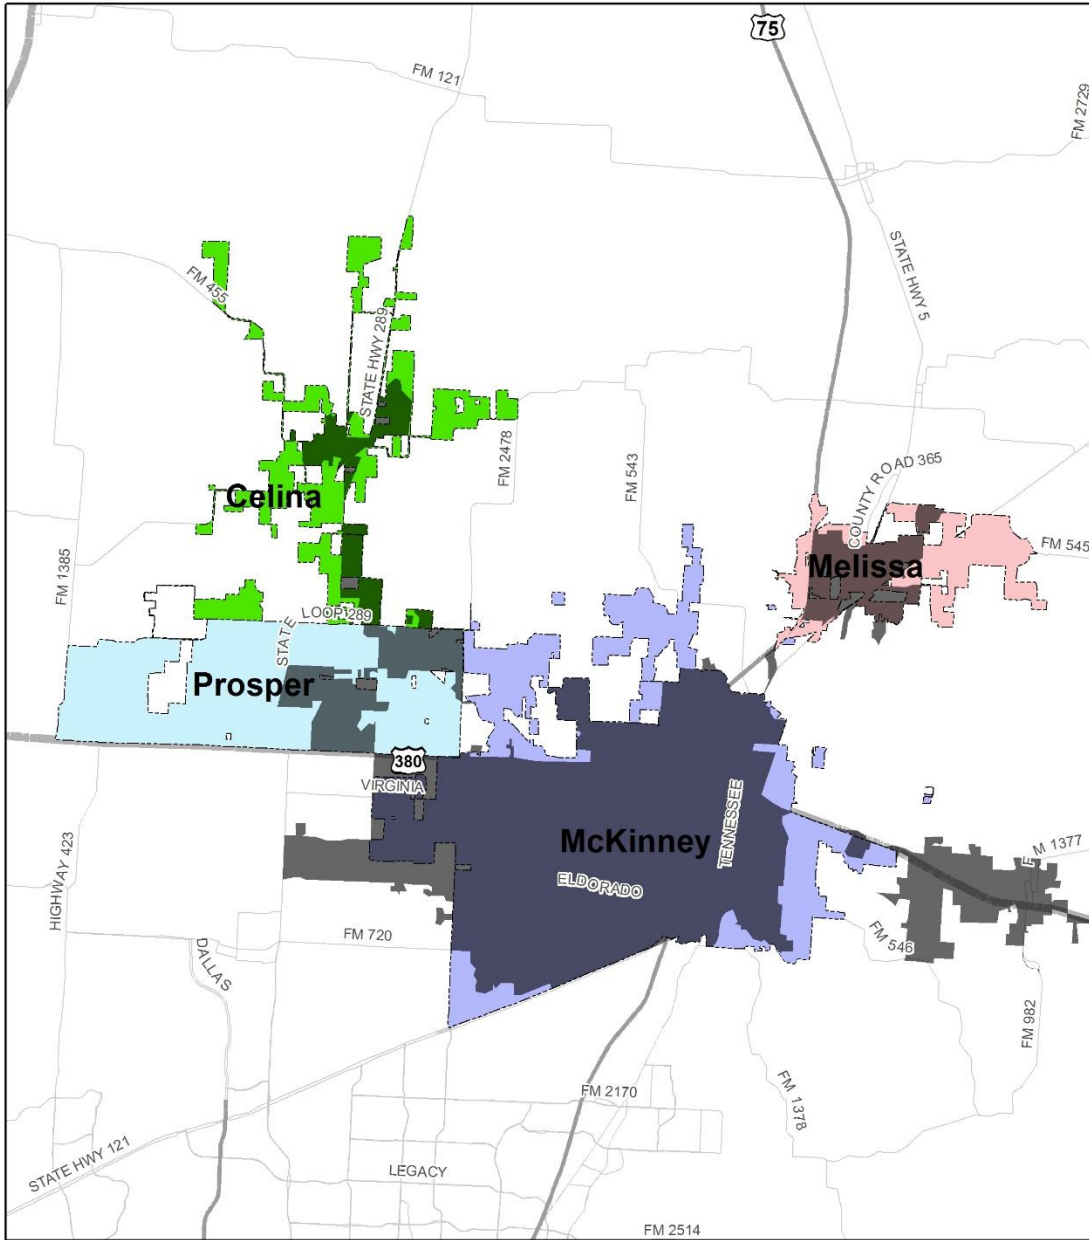 75
FM 121
FM 2729
STATE HWY 5
FM 455
STATE HWY 289
FM 2478
FM 543
COUNTY ROAD 365
Celina
FM 545
Melissa
FM 1385
STATE
LOOP 289
Prosper
380
VIRGINIA
TENNESSEE
McKinney
FM 1377
HIGHWAY 423
ELDORADO
FM 720
FM 546
DALLAS
FM 982
FM 2170
FM 1378
STATE HWY 121
LEGACY
FM 2514